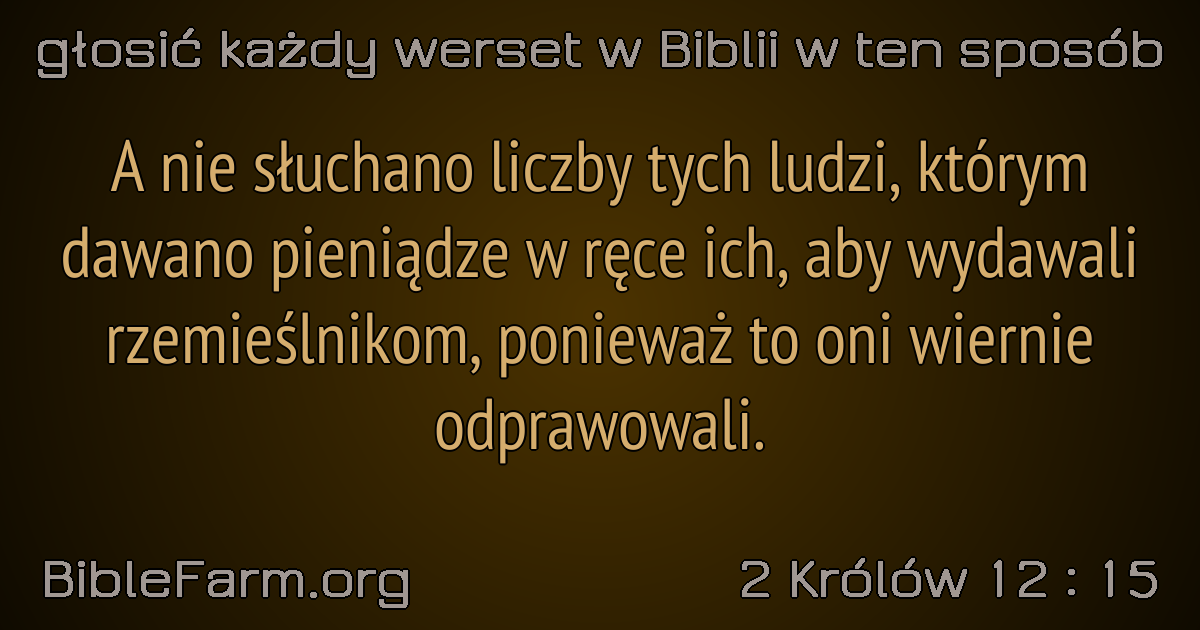 głosić każdy werset w Biblii w ten sposób
A nie słuchano liczby tych ludzi, którym
dawano pieniądze w ręce ich, aby wydawali
rzemieślnikom, ponieważ to oni wiernie
odprawowali.
BibleFarm.org
2 Królów 12 : 15